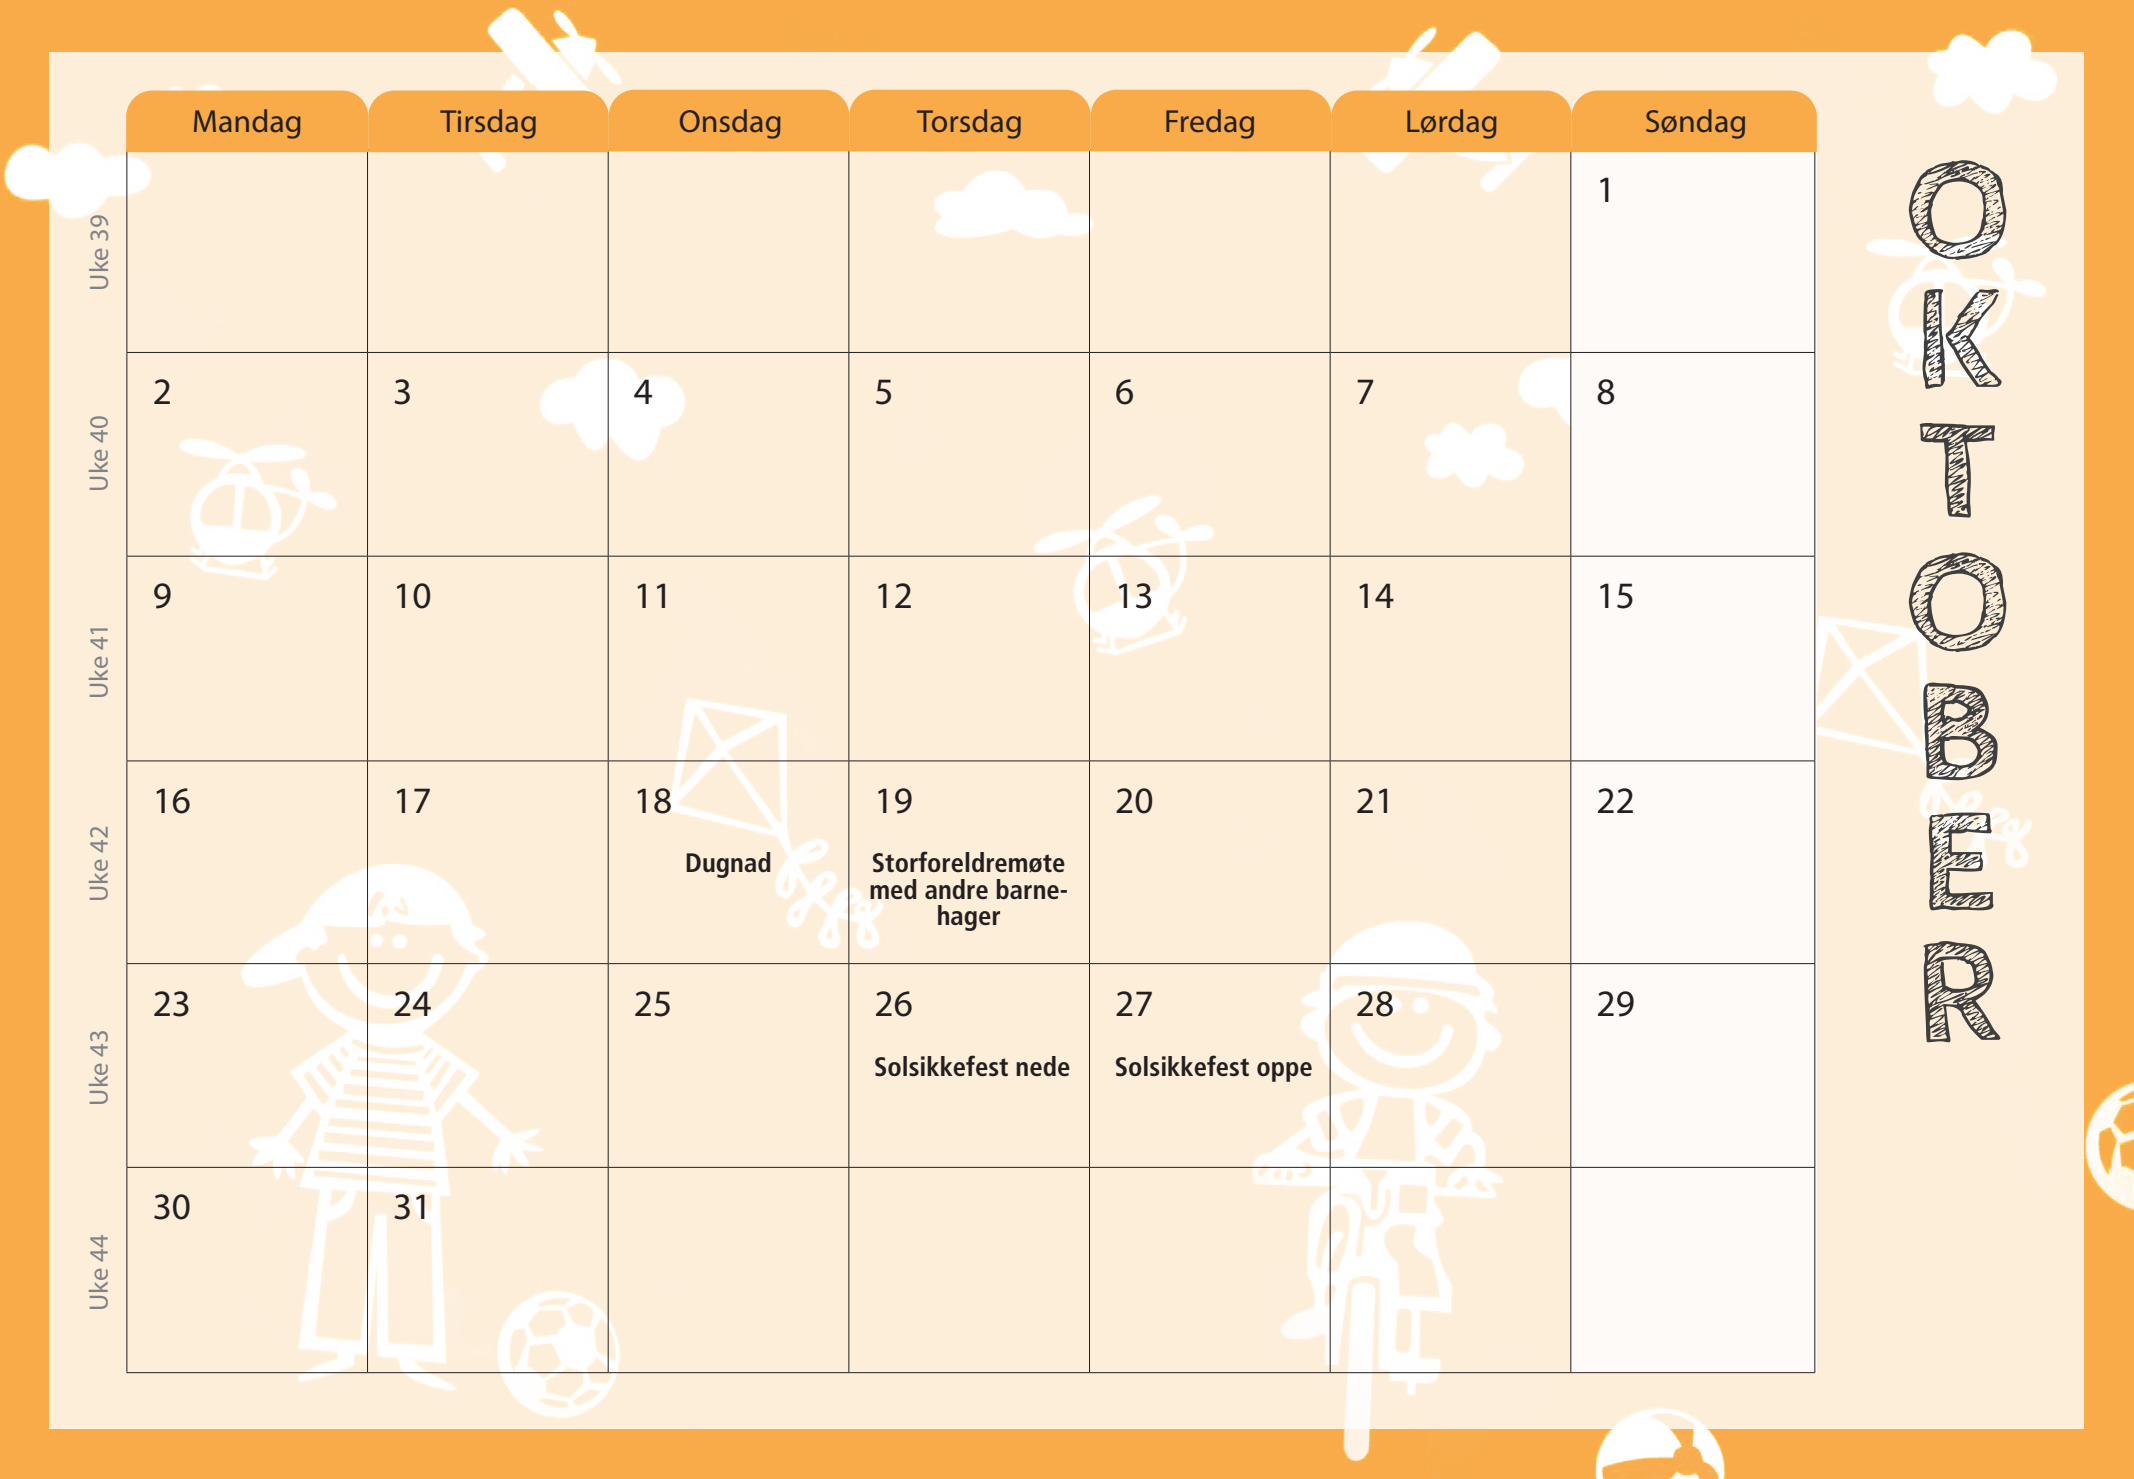 Mandag Tirsdag Onsdag Torsdag Fredag Lørdag Søndag
Uke 39
1
Uke 40
2 3 4 5 6 7 8
Uke 41
9 10 11 12 13 14 15
Uke 42
16 17 18 19 20 21 22
Dugnad
Storforeldremøte
med andre barne-
hager
Uke 43
23 24 25 26 27 28 29
Solsikkefest nede
Solsikkefest oppe
Uke 44
30 31
OKTOBER